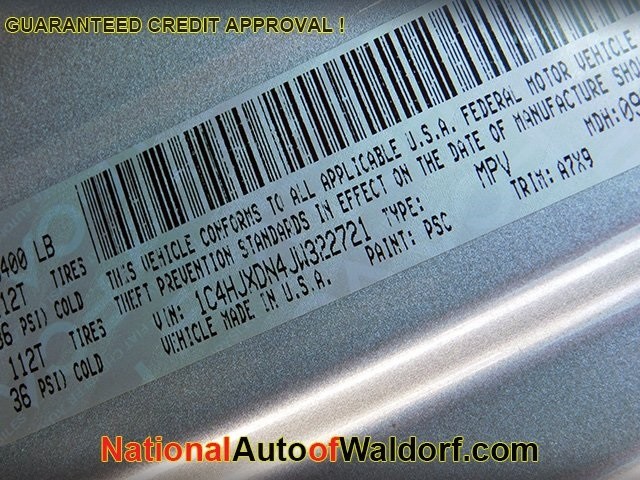 GUARANTEED CREDIT APPROVAL !
400 LB
112T TIRES
36 PSI) COLD
112T TIRES
36 PSI) COLD
THIS VEHICLE CONFORMS TO ALL APPLICABLE U.S.A. FEDERAL MOTOR VEHICLE
THEFT PREVENTION STANDARDS IN EFFECT ON THE DATE OF MANUFACTURE SHOW
VIN: 1C4HJXDN4JW322721 TYPE: MPV MDH:09
VEHICLE MADE IN U.S.A. PAINT: PSC TRIM: A7X9
NationalAutoofWaldorf.com